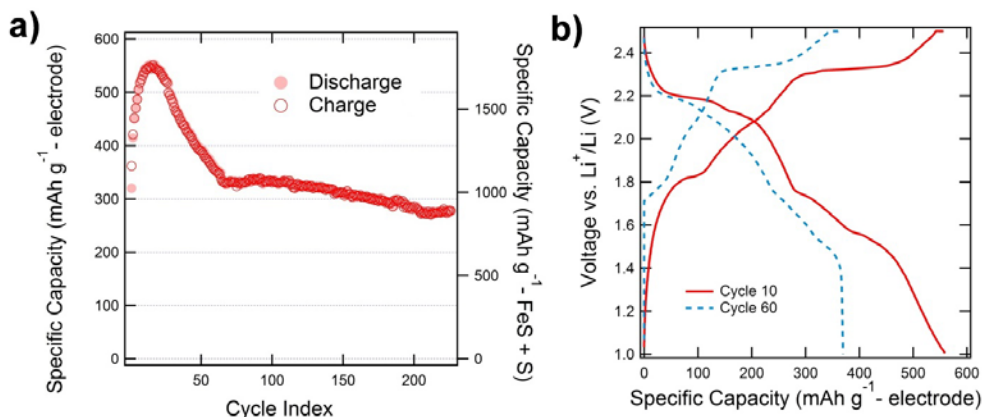 a)
Specific Capacity (mAh g-1 - electrode)
600
500
400
300
200
100
0
Discharge
Charge
50
100
150
200
Cycle Index
1500
1000
500
0
Specific Capacity (mAh g-1 - FeS + S)
b)
Voltage vs. Li+/Li (V)
2.4
2.2
2.0
1.8
1.6
1.4
1.2
1.0
Cycle 10
Cycle 60
0
100
200
300
400
500
600
Specific Capacity (mAh g-1- electrode)